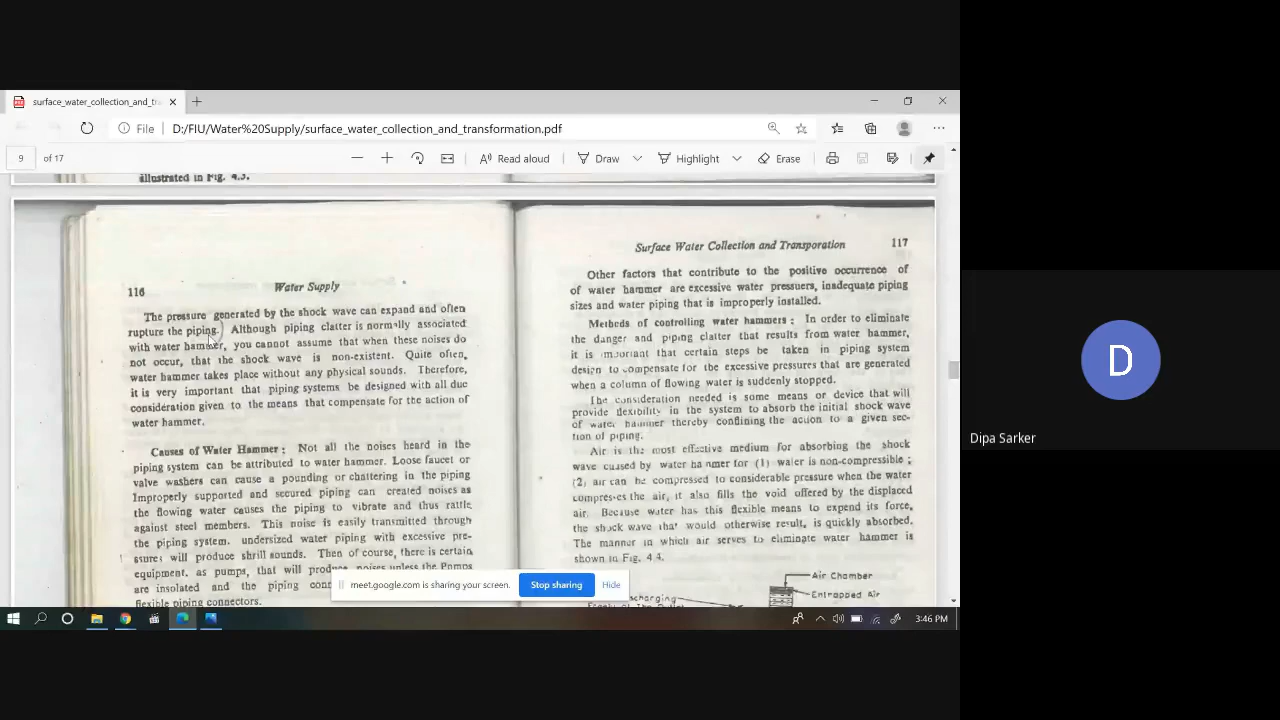 surface_water_collection_and_tra
File
D:/FIU/Water%20Supply/surface_water_collection_and_transformation.pdf
9
of 17
Read aloud
Draw
Highlight
Erase
illustrated in Fig. 4.3.
116
Water Supply
The pressure generated by the shock wave can expand and often
rupture the piping. Although piping clatter is normally associated
with water hammer, you cannot assume that when these noises do
not occur, that the shock wave is non-existent. Quite often,
water hammer takes place without any physical sounds. Therefore,
it is very important that piping systems be designed with all due
consideration given to the means that compensate for the action of
water hammer.
Causes of Water Hammer : Not all the noises heard in the
piping system can be attributed to water hammer. Loose faucet or
valve washers can cause a pounding or chattering in the piping
Improperly supported and secured piping can created noises as
the flowing water causes the piping to vibrate and thus rattle
against steel members. This noise is easily transmitted through
the piping system. undersized water piping with excessive pre-
sures will produce shrill sounds. Then of course, there is certain
equipment. as pumps, that will produce noises unless the Pumps
are insolated and the piping
flexible piping connectors.
Surface Water Collection and Transporation
117
Other factors that contribute to the positive occurrence of
of water hammer are excessive water pressuers, inadequate piping
sizes and water piping that is improperly installed.
Methods of controlling water hammers : In order to eliminate
the danger and piping clatter that results from water hammer,
it is important that certain steps be taken in piping system
design to compensate for the excessive pressures that are generated
when a column of flowing water is suddenly stopped.
The consideration needed is some means or device that will
provide flexibility in the system to absorb the initial shock wave
of water hammer thereby conflining the action to a given sec-
tion of piping.
Air is the most effective medium for absorbing the shock
wave caused by water hammer for (1) water is non-compressible ;
(2) air can be compressed to considerable pressure when the water
compresses the air, it also fills the void offered by the displaced
air. Because water has this flexible means to expend its force,
the shock wave that would otherwise result, is quickly absorbed.
The manner in which air serves to eliminate water hammer is
shown in Fig. 4.4.
Air Chamber
Entrapped Air
scharging
meet.google.com is sharing your screen.
Stop sharing
Hide
3:46 PM
D
Dipa Sarker